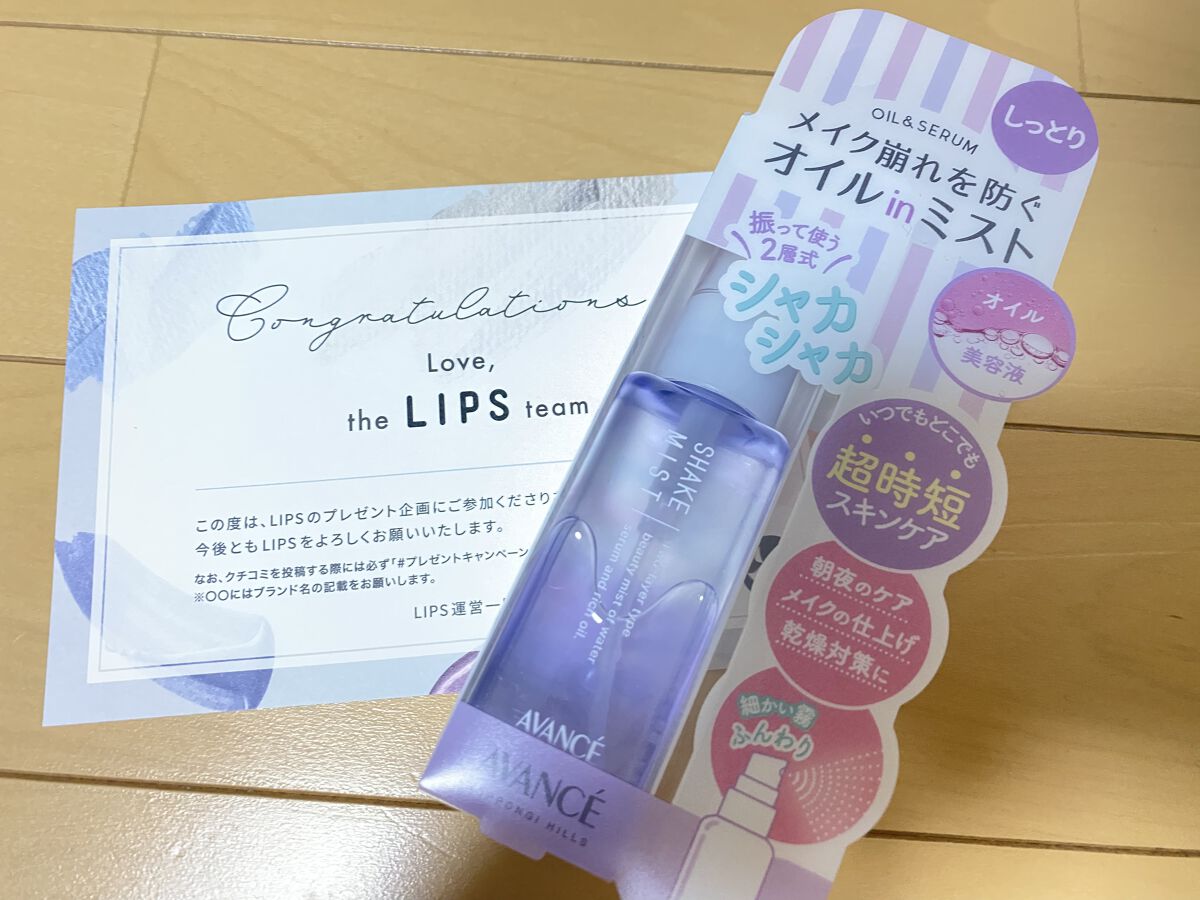 Congratulations
Love,
the LIPS team
この度は、LIPSのプレゼント企画にご参加くださり
今後ともLIPSをよろしくお願いいたします。
なお、クチコミを投稿する際には必ず「#プレゼントキャンペーン
※〇〇にはブランド名の記載をお願いします。
LIPS運営一
しっとり
OIL & SERUM
メイク崩れを防ぐ
オイル in ミスト
振って使う
2層式
シャカ
シャカ
オイル
美容液
いつでもどこでも
超時短
スキンケア
朝夜のケア
メイクの仕上げ
乾燥対策に
細かい霧
ふんわり
SHAKE
MIST
layer type
beauty mist of water
serum and rich oil.
AVANCÉ
AVANCÉ
HILLS